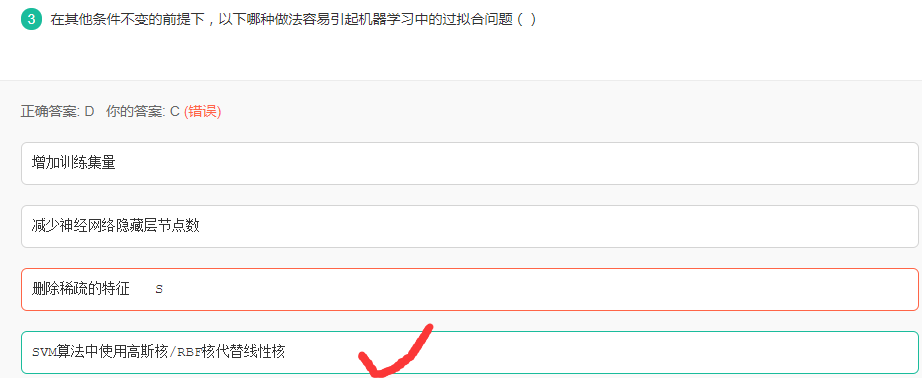 3 在其他条件不变的前提下，以下哪种做法容易引起机器学习中的过拟合问题（ ）
正确答案: D 你的答案: C (错误)
增加训练集量
减少神经网络隐藏层节点数
删除稀疏的特征 S
SVM算法中使用高斯核/RBF核代替线性核